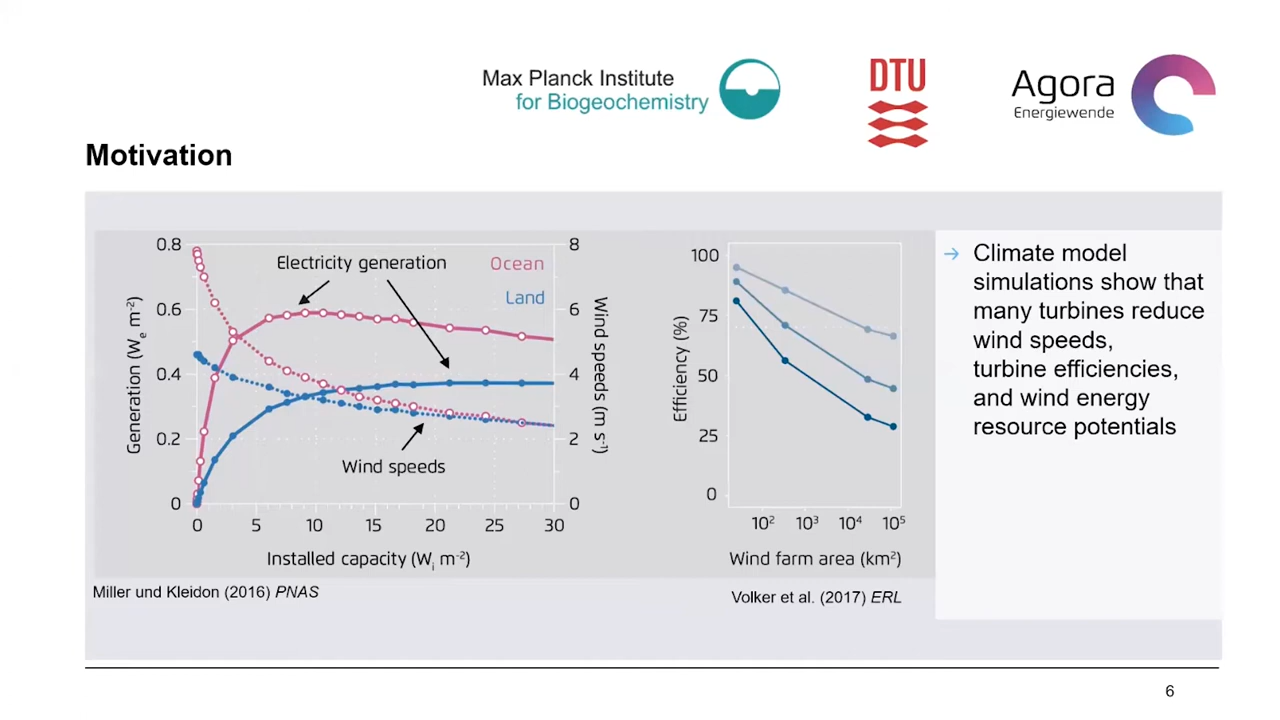 Max Planck Institute
for Biogeochemistry
DTU
Agora
Energiewende
Motivation
0.8
0.6
0.4
0.2
0
Generation (Wₑ m⁻²)
Electricity generation
Ocean
Land
Wind speeds
8
6
4
2
0
Wind speeds (m s⁻¹)
0 5 10 15 20 25 30
Installed capacity (Wᵢ m⁻²)
Miller und Kleidon (2016) PNAS
100
75
50
25
0
Efficiency (%)
10² 10³ 10⁴ 10⁵
Wind farm area (km²)
Volker et al. (2017) ERL
→ Climate model
simulations show that
many turbines reduce
wind speeds,
turbine efficiencies,
and wind energy
resource potentials
6